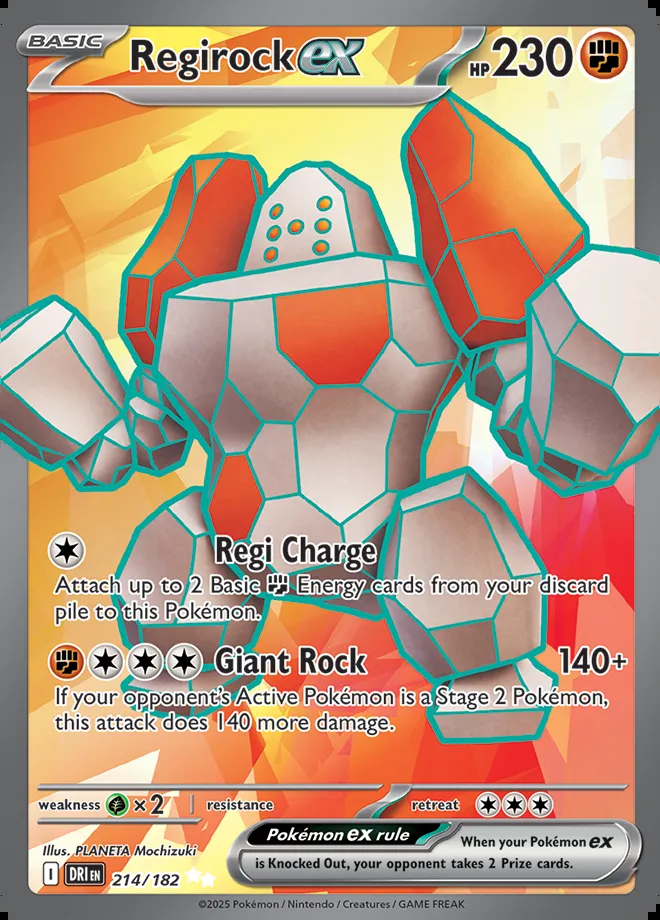 BASIC
Regirock ex
HP 230
Regi Charge
Attach up to 2 Basic Energy cards from your discard
pile to this Pokémon.
Giant Rock 140+
If your opponent's Active Pokémon is a Stage 2 Pokémon,
this attack does 140 more damage.
weakness ×2 resistance retreat
Illus. PLANETA Mochizuki
Pokémon ex rule
When your Pokémon ex
is Knocked Out, your opponent takes 2 Prize cards.
I DRI EN 214/182
©2025 Pokémon / Nintendo / Creatures / GAME FREAK